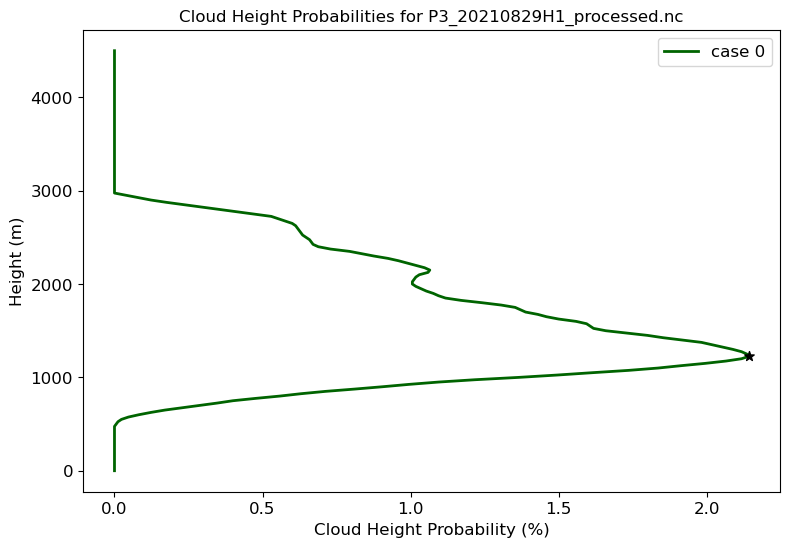 Cloud Height Probabilities for P3_20210829H1_processed.nc
case 0
4000
3000
2000
1000
0
Height (m)
0.0 0.5 1.0 1.5 2.0
Cloud Height Probability (%)